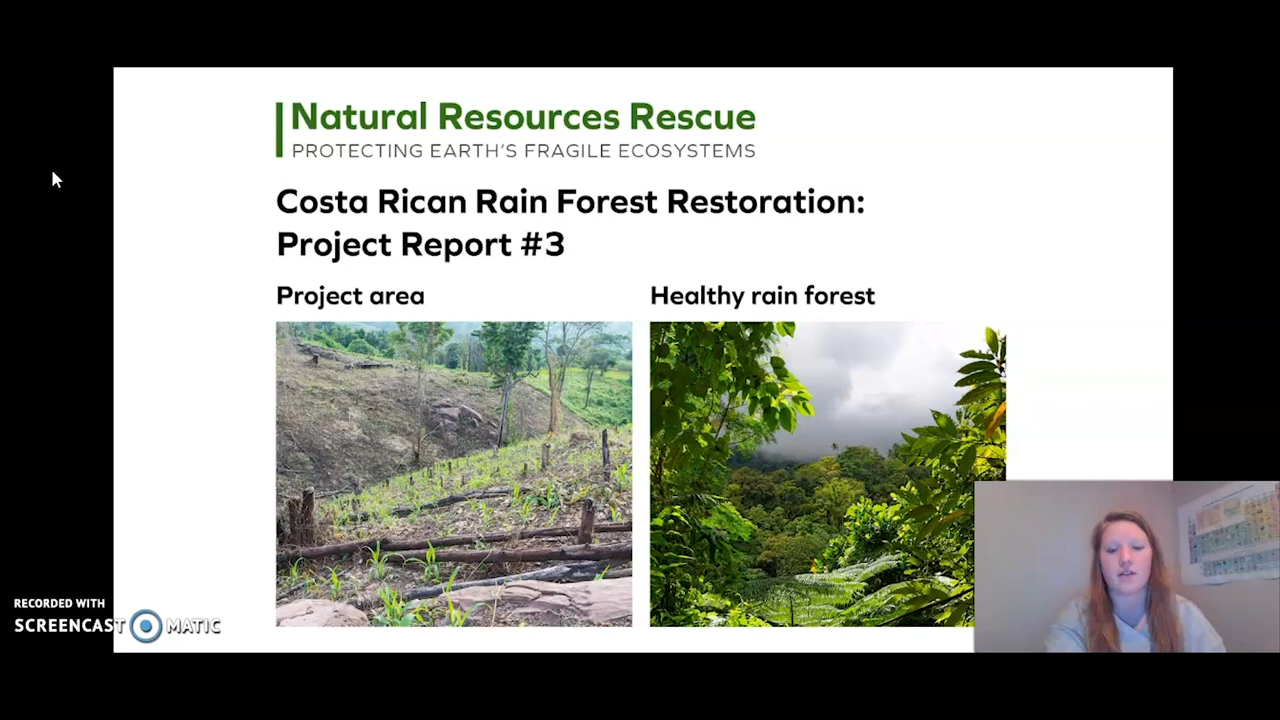 Natural Resources Rescue
PROTECTING EARTH'S FRAGILE ECOSYSTEMS
Costa Rican Rain Forest Restoration:
Project Report #3
Project area
Healthy rain forest
RECORDED WITH
SCREENCAST MATIC